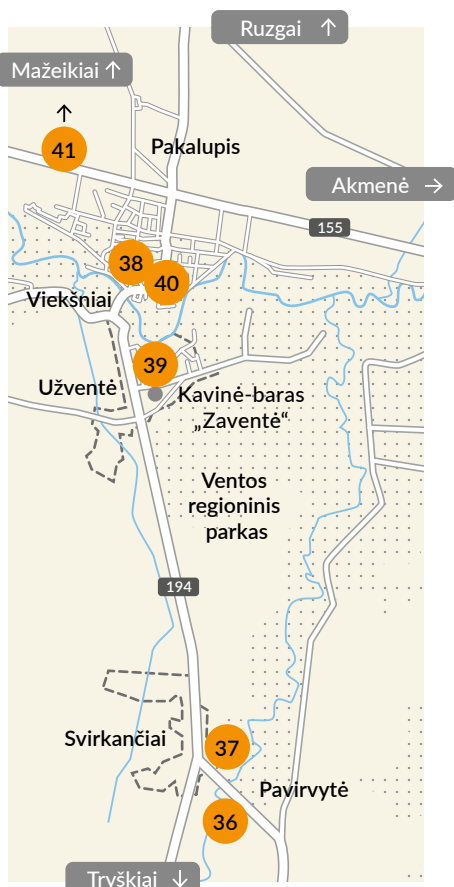 Ruzgai ↑
Mažeikiai ↑
↑
41
Pakalupis
Akmenė →
155
38
40
Viekšniai
39
Užventė
Kavinė-baras
„Zaventė“
Ventos
regioninis
parkas
194
Svirkančiai
37
Pavirvytė
36
Tryškiai ↓